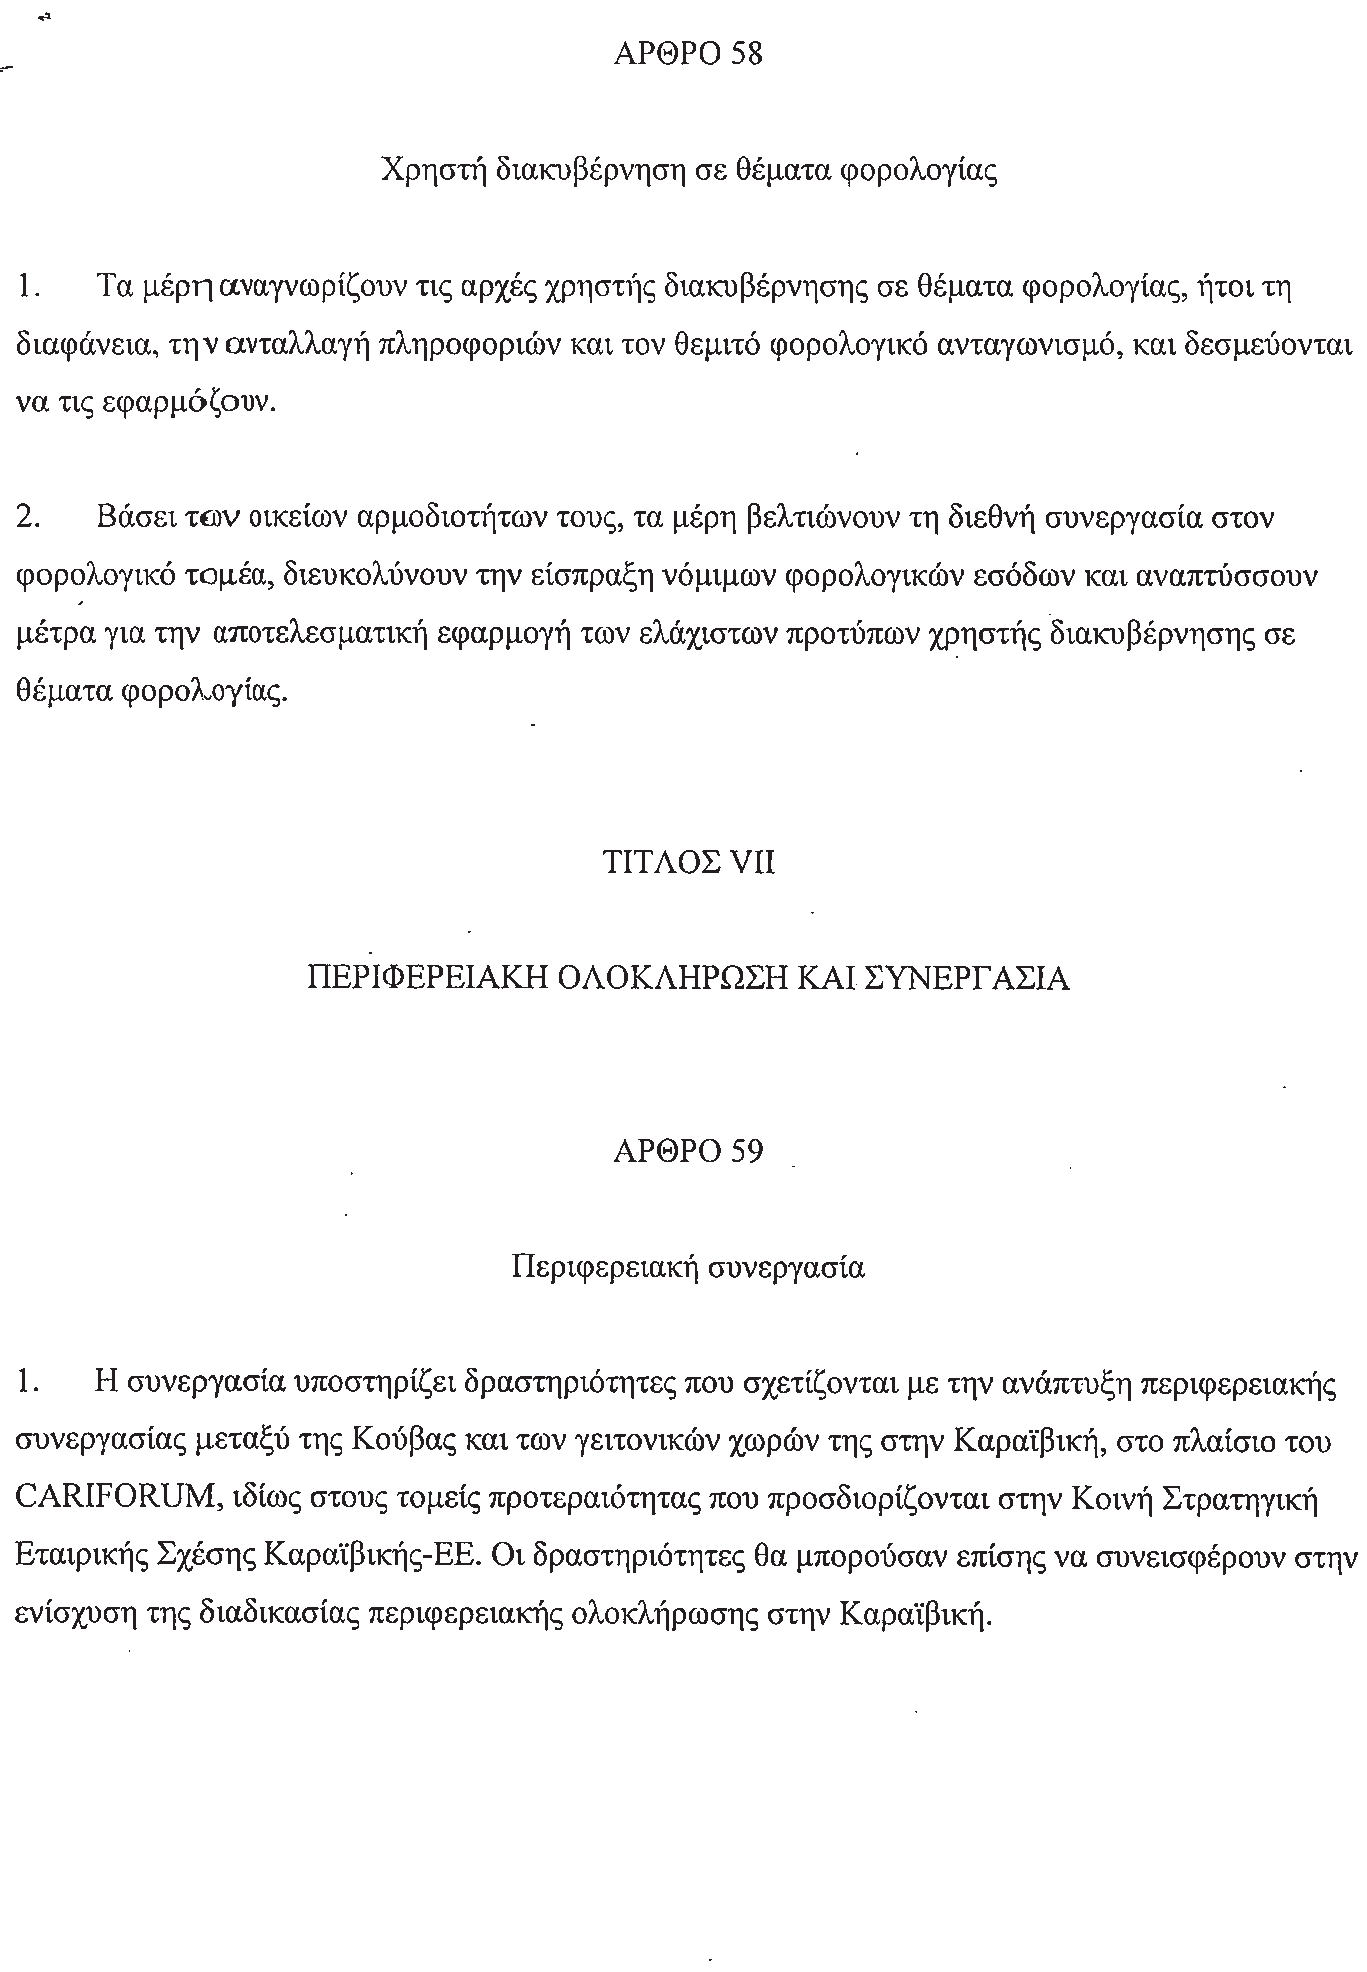 ΑΡΘΡΟ 58
Χρηστή διακυβέρνηση σε θέματα φορολογίας
1. Τα μέρη αναγνωρίζουν τις αρχές χρηστής διακυβέρνησης σε θέματα φορολογίας, ήτοι τη
διαφάνεια, την ανταλλαγή πληροφοριών και τον θεμιτό φορολογικό ανταγωνισμό, και δεσμεύονται
να τις εφαρμόζουν.
2. Βάσει των οικείων αρμοδιοτήτων τους, τα μέρη βελτιώνουν τη διεθνή συνεργασία στον
φορολογικό τομέα, διευκολύνουν την είσπραξη νόμιμων φορολογικών εσόδων και αναπτύσσουν
μέτρα για την αποτελεσματική εφαρμογή των ελάχιστων προτύπων χρηστής διακυβέρνησης σε
θέματα φορολογίας.
ΤΙΤΛΟΣ VII
ΠΕΡΙΦΕΡΕΙΑΚΗ ΟΛΟΚΛΗΡΩΣΗ ΚΑΙ ΣΥΝΕΡΓΑΣΙΑ
ΑΡΘΡΟ 59
Περιφερειακή συνεργασία
1. Η συνεργασία υποστηρίζει δραστηριότητες που σχετίζονται με την ανάπτυξη περιφερειακής
συνεργασίας μεταξύ της Κούβας και των γειτονικών χωρών της στην Καραϊβική, στο πλαίσιο του
CARIFORUM, ιδίως στους τομείς προτεραιότητας που προσδιορίζονται στην Κοινή Στρατηγική
Εταιρικής Σχέσης Καραϊβικής-ΕΕ. Οι δραστηριότητες θα μπορούσαν επίσης να συνεισφέρουν στην
ενίσχυση της διαδικασίας περιφερειακής ολοκλήρωσης στην Καραϊβική.